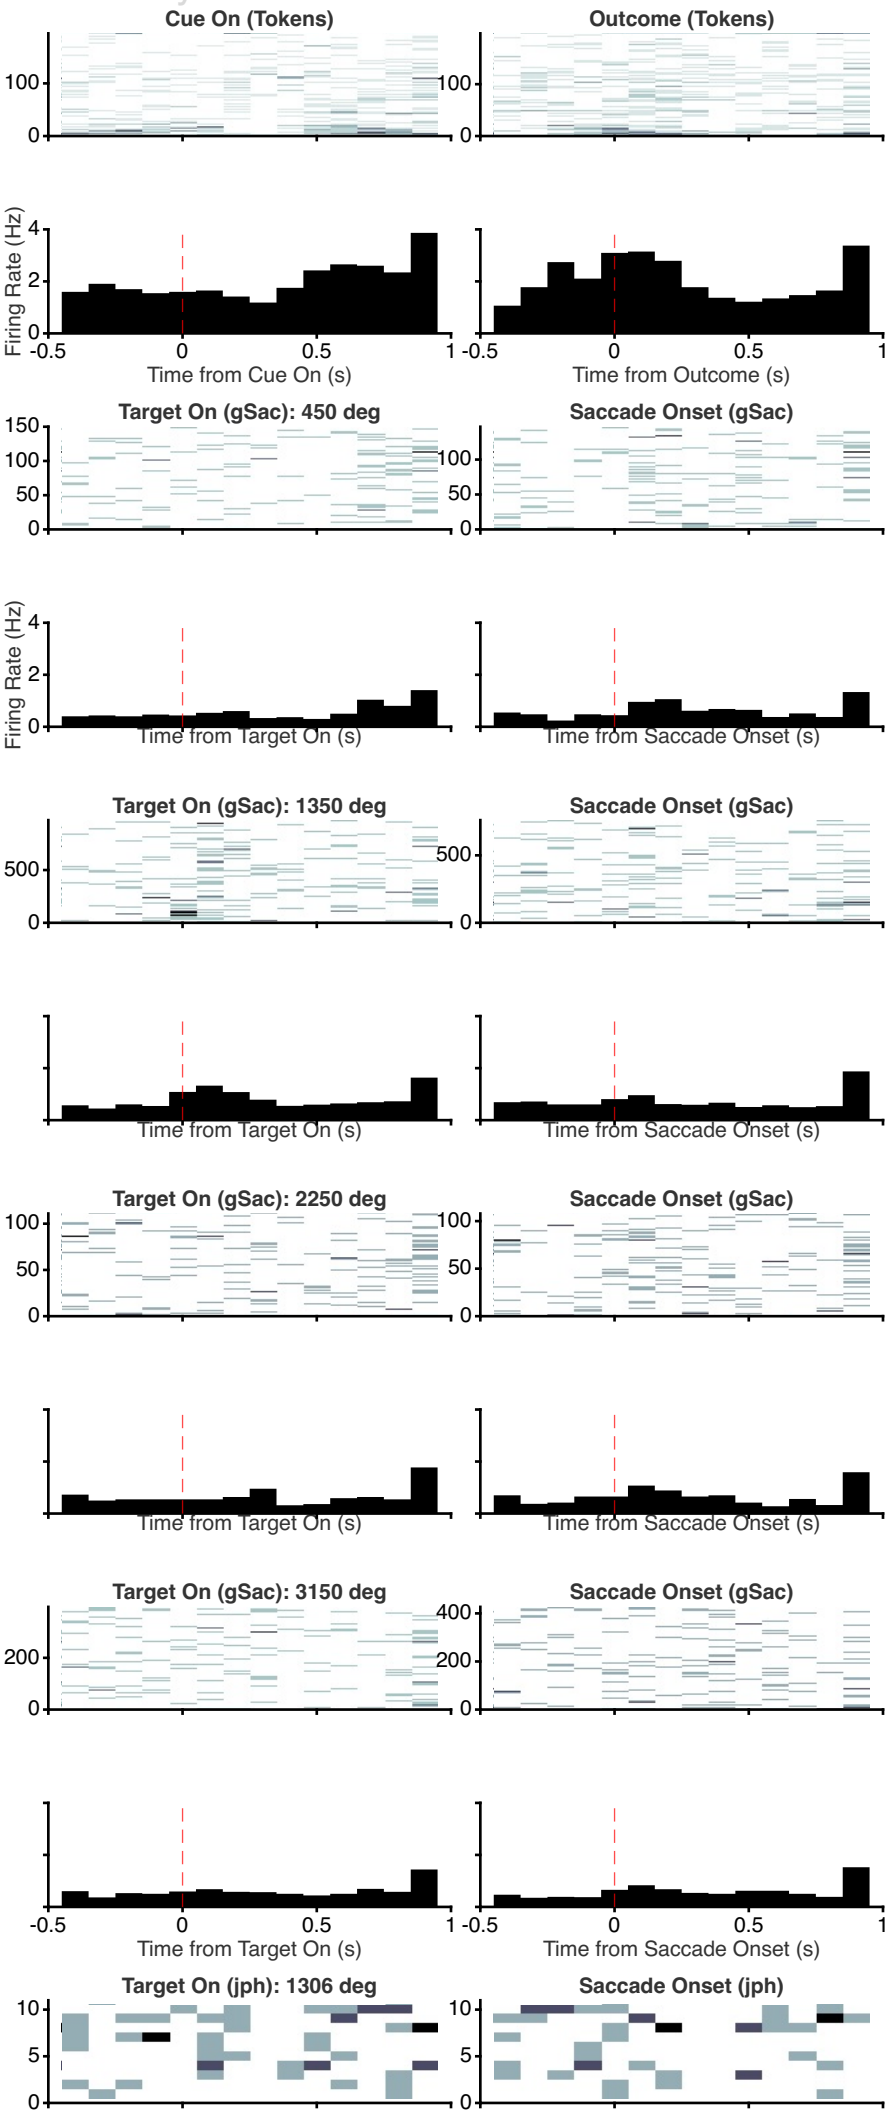 Cue On (Tokens) Outcome (Tokens)
100 100
0 0
Firing Rate (Hz)
4
2
0
-0.5 0 0.5 1 -0.5 0 0.5 1
Time from Cue On (s) Time from Outcome (s)
Target On (gSac): 450 deg Saccade Onset (gSac)
150
100 100
50 50
0 0
Firing Rate (Hz)
4
2
0
Time from Target On (s) Time from Saccade Onset (s)
Target On (gSac): 1350 deg Saccade Onset (gSac)
500 500
0 0
Time from Target On (s) Time from Saccade Onset (s)
Target On (gSac): 2250 deg Saccade Onset (gSac)
100 100
50 50
0 0
Time from Target On (s) Time from Saccade Onset (s)
Target On (gSac): 3150 deg Saccade Onset (gSac)
400
200 200
0 0
-0.5 0 0.5 1 -0.5 0 0.5 1
Time from Target On (s) Time from Saccade Onset (s)
Target On (jph): 1306 deg Saccade Onset (jph)
10 10
5 5
0 0